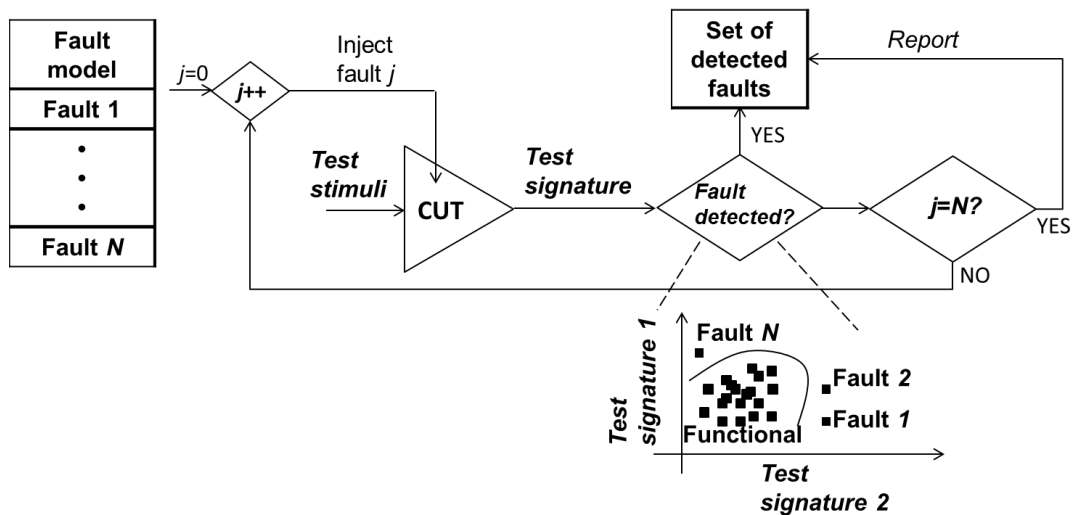 Fault
model
Fault 1
Fault N
j=0
j++
Inject
fault j
Test
stimuli
CUT
Test
signature
Fault
detected?
YES
Set of
detected
faults
Report
j=N?
YES
NO
Test
signature 1
Fault N
Fault 2
Fault 1
Functional
Test
signature 2